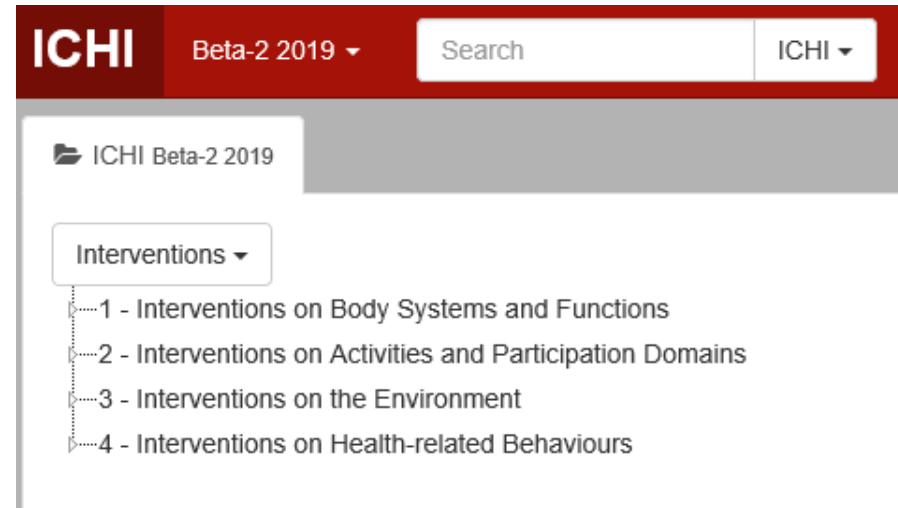 ICHI Beta-2 2019 Search ICHI
ICHI Beta-2 2019
Interventions
1 - Interventions on Body Systems and Functions
2 - Interventions on Activities and Participation Domains
3 - Interventions on the Environment
4 - Interventions on Health-related Behaviours